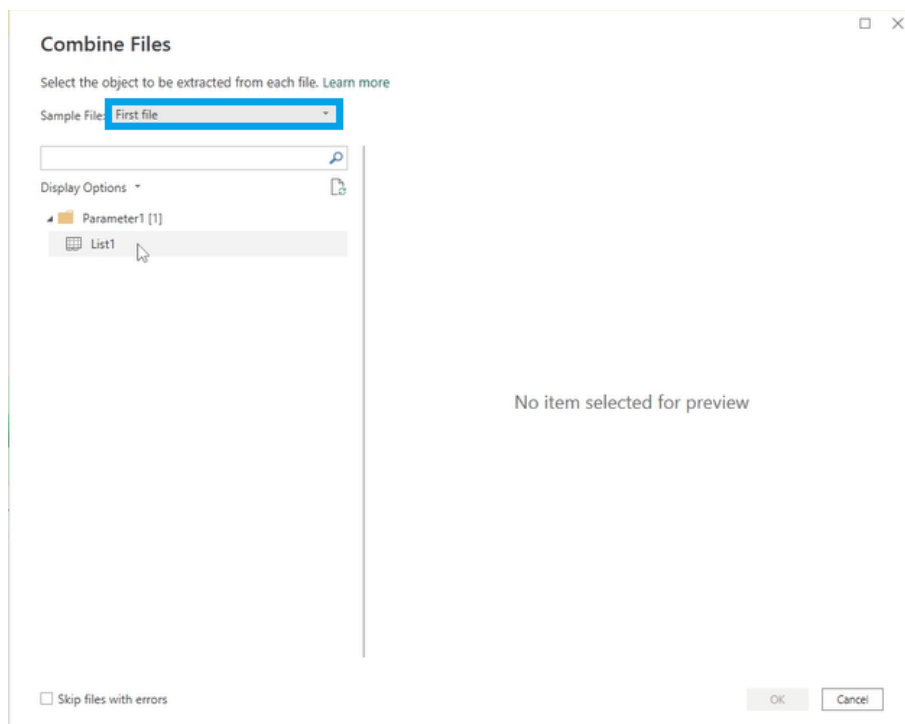 Combine Files
Select the object to be extracted from each file. Learn more
Sample File: First file
Display Options
Parameter1 [1]
List1
No item selected for preview
Skip files with errors
OK Cancel